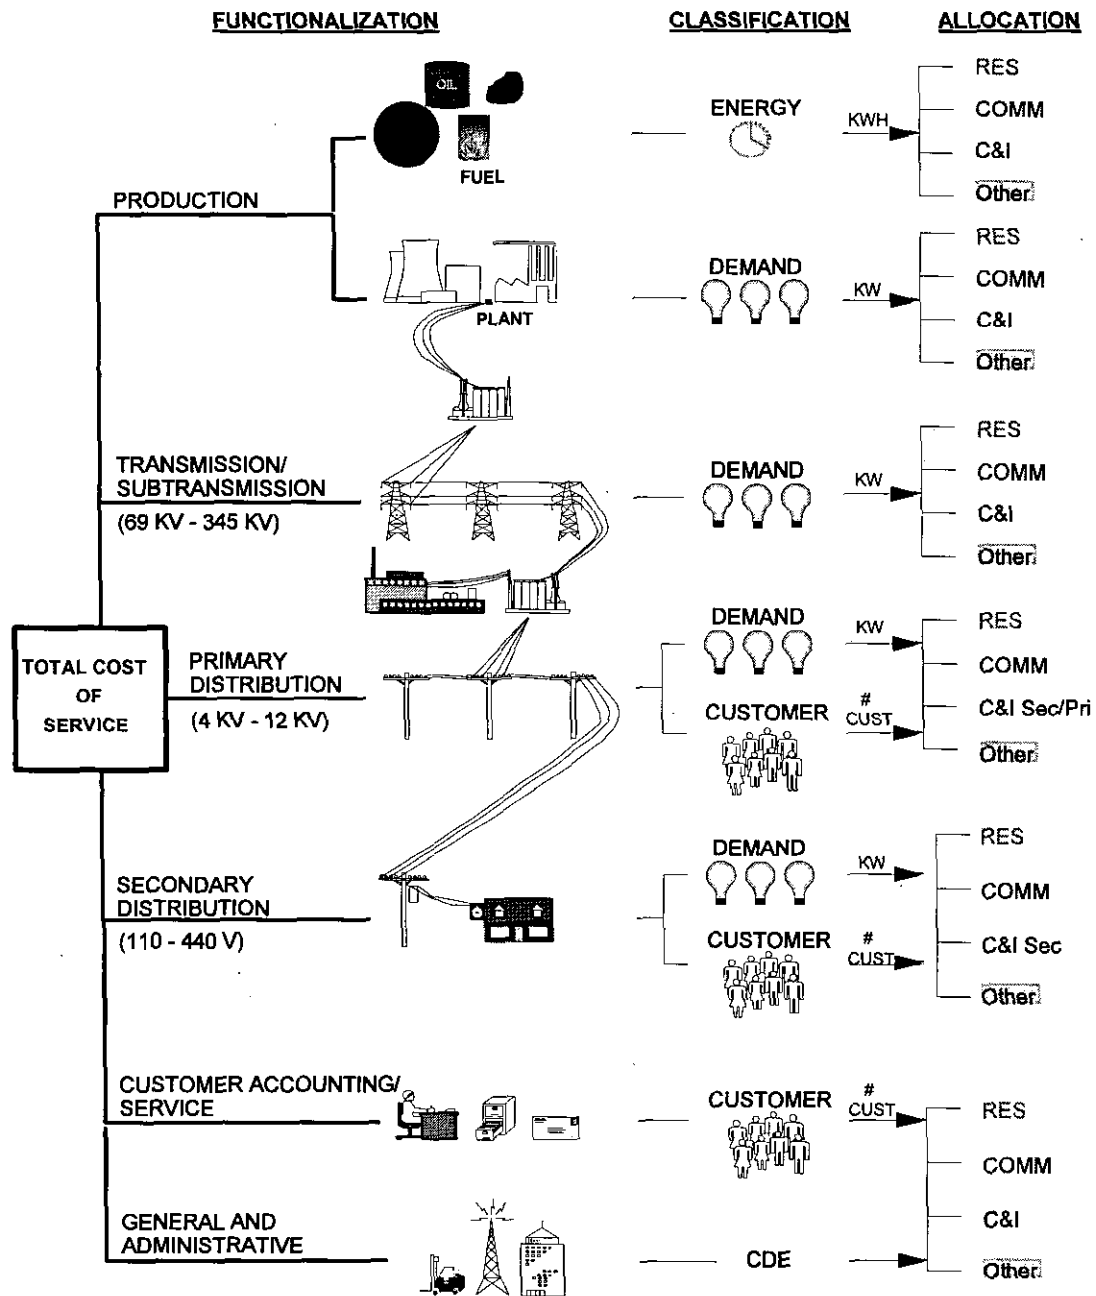 FUNCTIONALIZATION
CLASSIFICATION
ALLOCATION
OIL
FUEL
PRODUCTION
ENERGY
KWH
RES
COMM
C&I
Other
PLANT
DEMAND
KW
RES
COMM
C&I
Other
TRANSMISSION/
SUBTRANSMISSION
(69 KV - 345 KV)
DEMAND
KW
RES
COMM
C&I
Other
TOTAL COST
OF
SERVICE
PRIMARY
DISTRIBUTION
(4 KV - 12 KV)
DEMAND
KW
CUSTOMER
#
CUST
RES
COMM
C&I Sec/Pri
Other
SECONDARY
DISTRIBUTION
(110 - 440 V)
DEMAND
KW
CUSTOMER
#
CUST
RES
COMM
C&I Sec
Other
CUSTOMER ACCOUNTING/
SERVICE
CUSTOMER
#
CUST
GENERAL AND
ADMINISTRATIVE
CDE
RES
COMM
C&I
Other